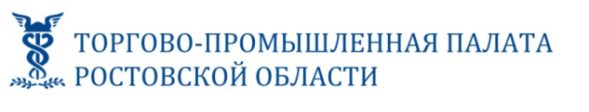 ТОРГОВО-ПРОМЫШЛЕННАЯ ПАЛАТА
РОСТОВСКОЙ ОБЛАСТИ